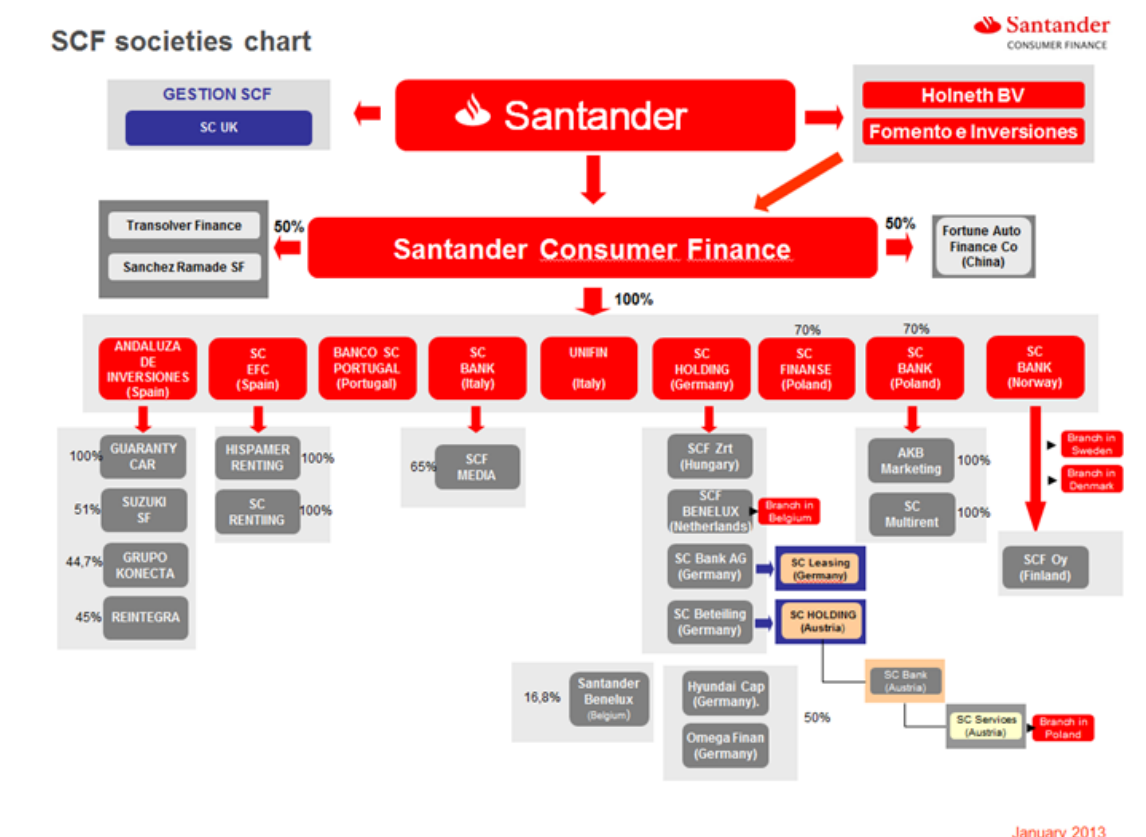 SCF societies chart
Santander
CONSUMER FINANCE
GESTION SCF
SC UK
Santander
Holneth BV
Fomento e Inversiones
Transolver Finance
Sanchez Ramade SF
50%
Santander Consumer Finance
50%
Fortune Auto
Finance Co
(China)
100%
ANDALUZA
DE
INVERSIONES
(Spain)
SC
EFC
(Spain)
BANCO SC
PORTUGAL
(Portugal)
SC
BANK
(Italy)
UNIFIN
(Italy)
SC
HOLDING
(Germany)
70%
SC
FINANSE
(Poland)
70%
SC
BANK
(Poland)
SC
BANK
(Norway)
100%
GUARANTY
CAR
51%
SUZUKI
SF
44,7%
GRUPO
KONECTA
45%
REINTEGRA
HISPAMER
RENTING
100%
SC
RENTIING
100%
65%
SCF
MEDIA
SCF Zrt
(Hungary)
SCF
BENELUX
(Netherlands)
Branch in
Belgium
SC Bank AG
(Germany)
SC Leasing
(Germany)
SC Beteiling
(Germany)
SC HOLDING
(Austria)
AKB
Marketing
100%
SC
Multirent
100%
Branch in
Sweden
Branch in
Denmark
SCF Oy
(Finland)
16,8%
Santander
Benelux
(Belgium)
Hyundai Cap
(Germany).
Omega Finan
(Germany)
50%
SC Bank
(Austria)
SC Services
(Austria)
Branch in
Poland
January 2013